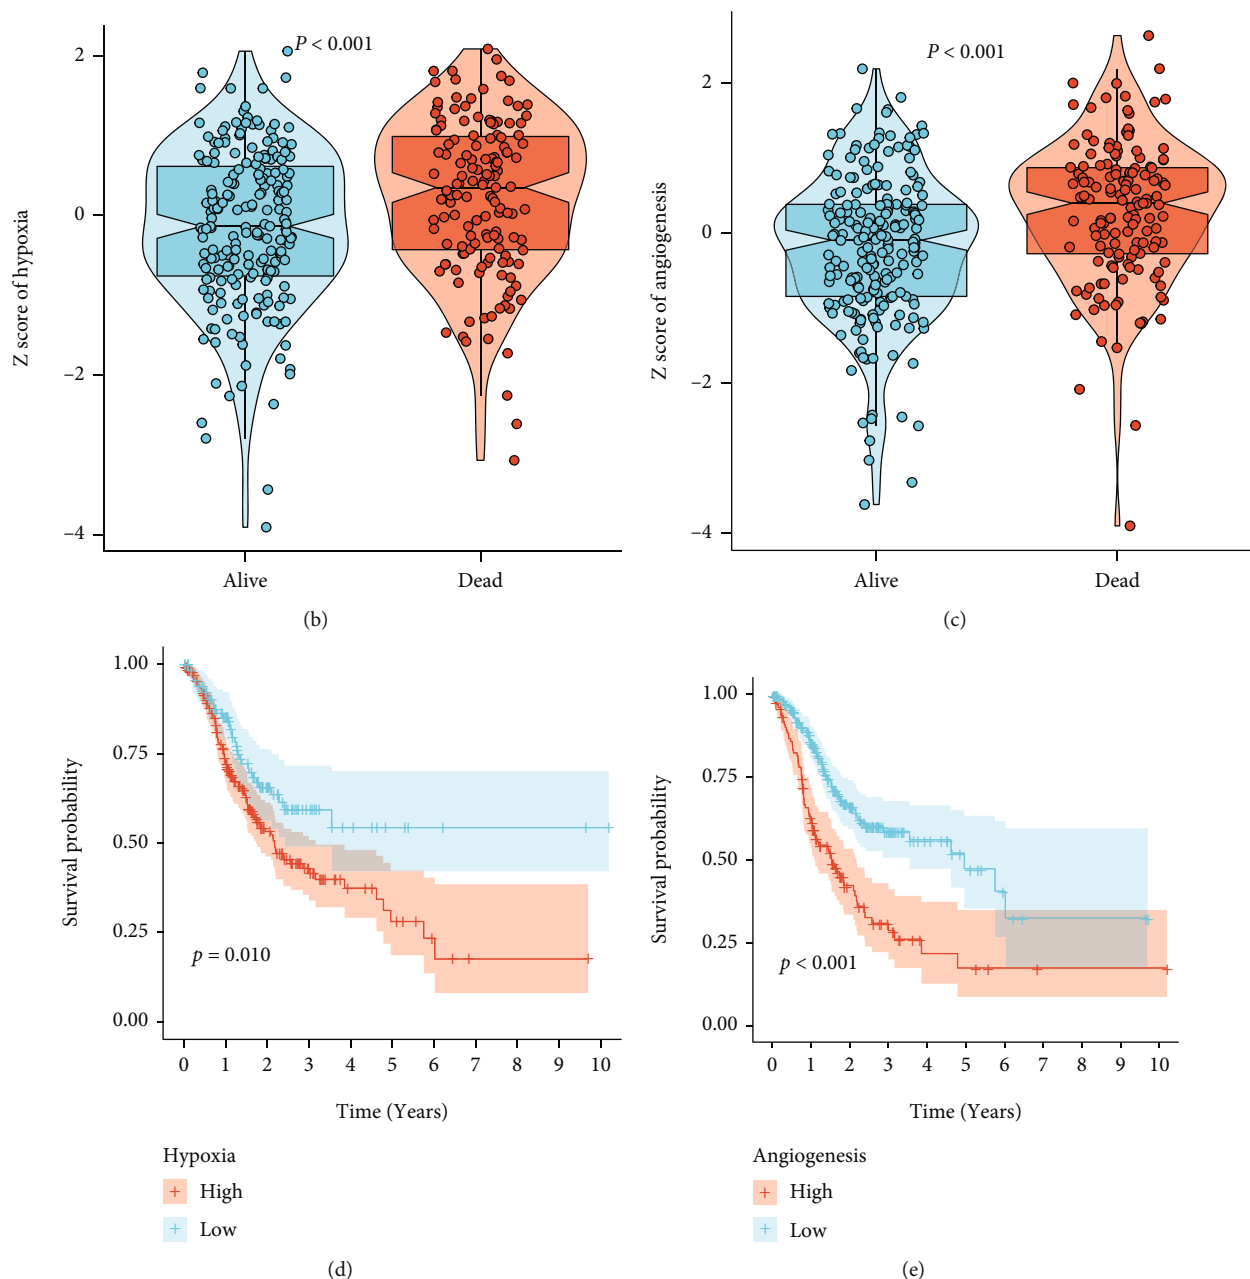 Z score of hypoxia
2
0
−2
−4
P < 0.001
Alive
Dead
(b)
Z score of angiogenesis
2
0
−2
−4
P < 0.001
Alive
Dead
(c)
Survival probability
1.00
0.75
0.50
0.25
0.00
p = 0.010
0 1 2 3 4 5 6 7 8 9 10
Time (Years)
Hypoxia
High
Low
(d)
Survival probability
1.00
0.75
0.50
0.25
0.00
p < 0.001
0 1 2 3 4 5 6 7 8 9 10
Time (Years)
Angiogenesis
High
Low
(e)